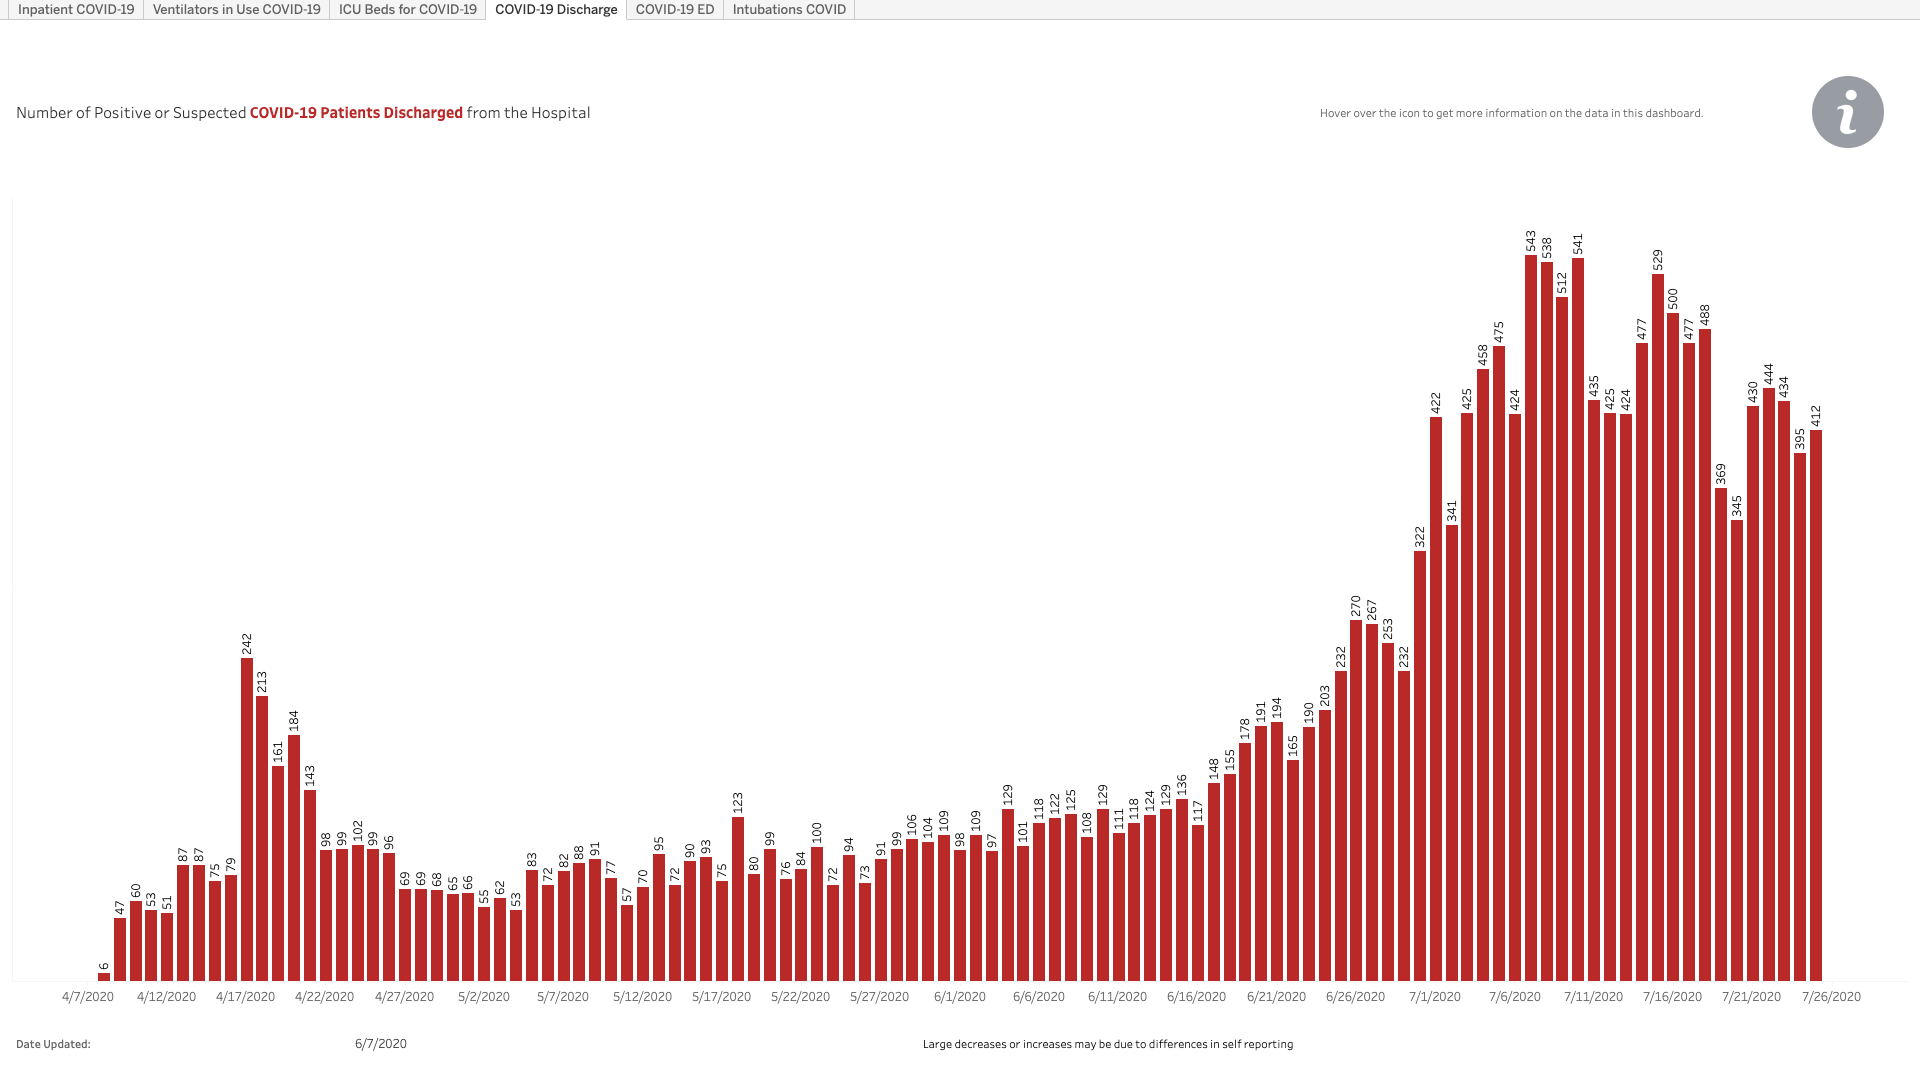 Inpatient COVID-19 Ventilators in Use COVID-19 ICU Beds for COVID-19 COVID-19 Discharge COVID-19 ED Intubations COVID
Number of Positive or Suspected COVID-19 Patients Discharged from the Hospital
Hover over the icon to get more information on the data in this dashboard.
i
6 47 60 53 51 87 87 75 79 242 213 161 184 143 98 99 102 99 96 69 69 68 65 66 55 62 53 83 72 82 88 91 77 57 70 95 72 90 93 75 123 80 99 76 84 100 72 94 73 91 99 106 104 109 98 109 97 129 101 118 122 125 108 129 111 118 124 129 136 117 148 155 178 191 194 165 190 203 232 270 267 253 232 322 422 341 425 458 475 424 543 538 512 541 435 425 424 477 529 500 477 488 369 345 430 444 434 395 412
4/7/2020 4/12/2020 4/17/2020 4/22/2020 4/27/2020 5/2/2020 5/7/2020 5/12/2020 5/17/2020 5/22/2020 5/27/2020 6/1/2020 6/6/2020 6/11/2020 6/16/2020 6/21/2020 6/26/2020 7/1/2020 7/6/2020 7/11/2020 7/16/2020 7/21/2020 7/26/2020
Date Updated: 6/7/2020
Large decreases or increases may be due to differences in self reporting